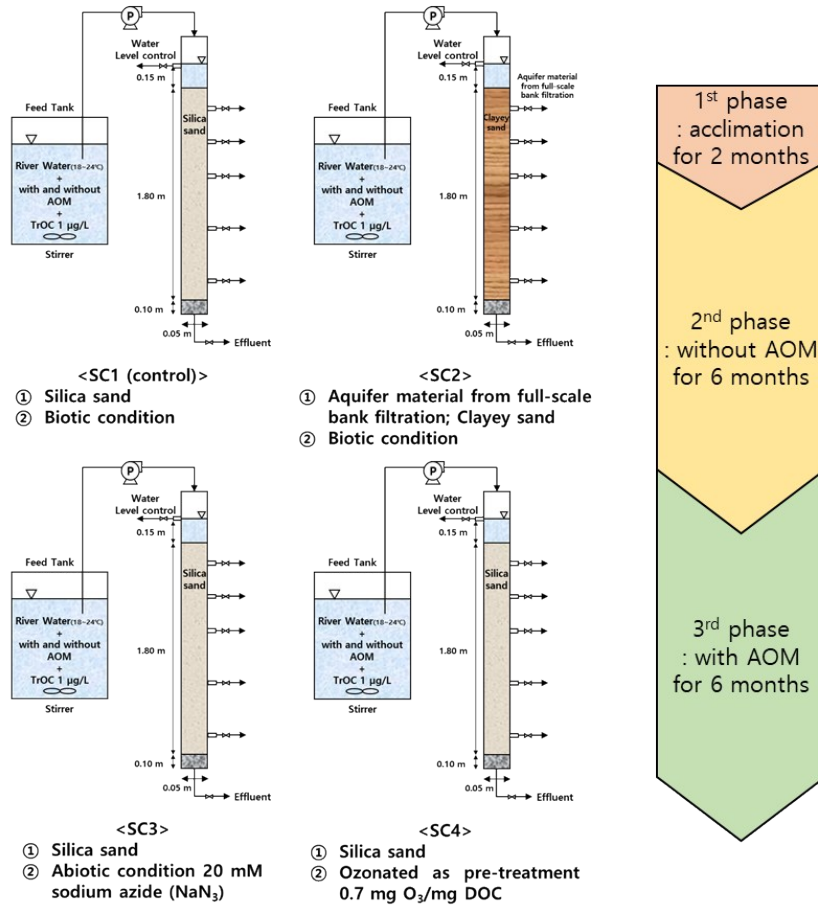 P
Water
Level control
0.15 m
Feed Tank
Silica
sand
River Water(18~24℃)
+
with and without
AOM
+
TrOC 1 μg/L
Stirrer
1.80 m
0.10 m
0.05 m
Effluent
<SC1 (control)>
① Silica sand
② Biotic condition
P
Water
Level control
0.15 m
Aquifer material
from full-scale
bank filtration
Feed Tank
Clayey
sand
River Water(18~24℃)
+
with and without
AOM
+
TrOC 1 μg/L
Stirrer
1.80 m
0.10 m
0.05 m
Effluent
<SC2>
① Aquifer material from full-scale
bank filtration; Clayey sand
② Biotic condition
P
Water
Level control
0.15 m
Feed Tank
Silica
sand
River Water(18~24℃)
+
with and without
AOM
+
TrOC 1 μg/L
Stirrer
1.80 m
0.10 m
0.05 m
Effluent
<SC3>
① Silica sand
② Abiotic condition 20 mM
sodium azide (NaN₃)
P
Water
Level control
0.15 m
Feed Tank
Silica
sand
River Water(18~24℃)
+
with and without
AOM
+
TrOC 1 μg/L
Stirrer
1.80 m
0.10 m
0.05 m
Effluent
<SC4>
① Silica sand
② Ozonated as pre-treatment
0.7 mg O₃/mg DOC
1st phase
: acclimation
for 2 months
2nd phase
: without AOM
for 6 months
3rd phase
: with AOM
for 6 months